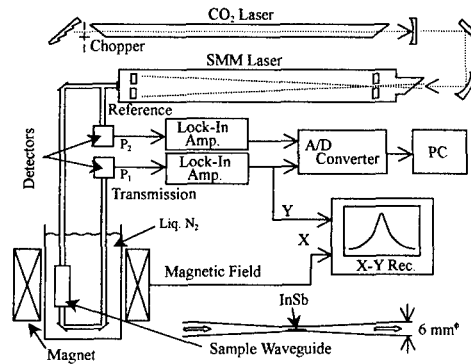 CO₂ Laser
Chopper
SMM Laser
Reference
Detectors
P₂
Lock-In
Amp.
A/D
Converter
PC
P₁
Lock-In
Amp.
Transmission
Liq. N₂
Y
X
Magnetic Field
X-Y Rec.
InSb
6 mmᶲ
Magnet
Sample Waveguide